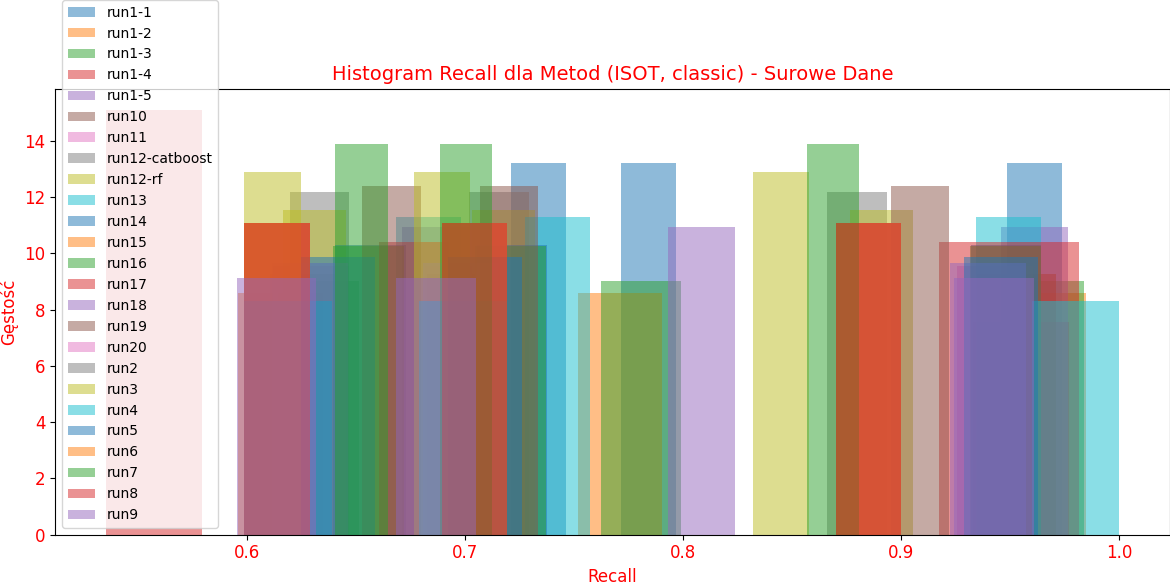 Histogram Recall dla Metod (ISOT, classic) - Surowe Dane
run1-1
run1-2
run1-3
run1-4
run1-5
run10
run11
run12-catboost
run12-rf
run13
run14
run15
run16
run17
run18
run19
run20
run2
run3
run4
run5
run6
run7
run8
run9
Gęstość
14
12
10
8
6
4
2
0
0.6 0.7 0.8 0.9 1.0
Recall